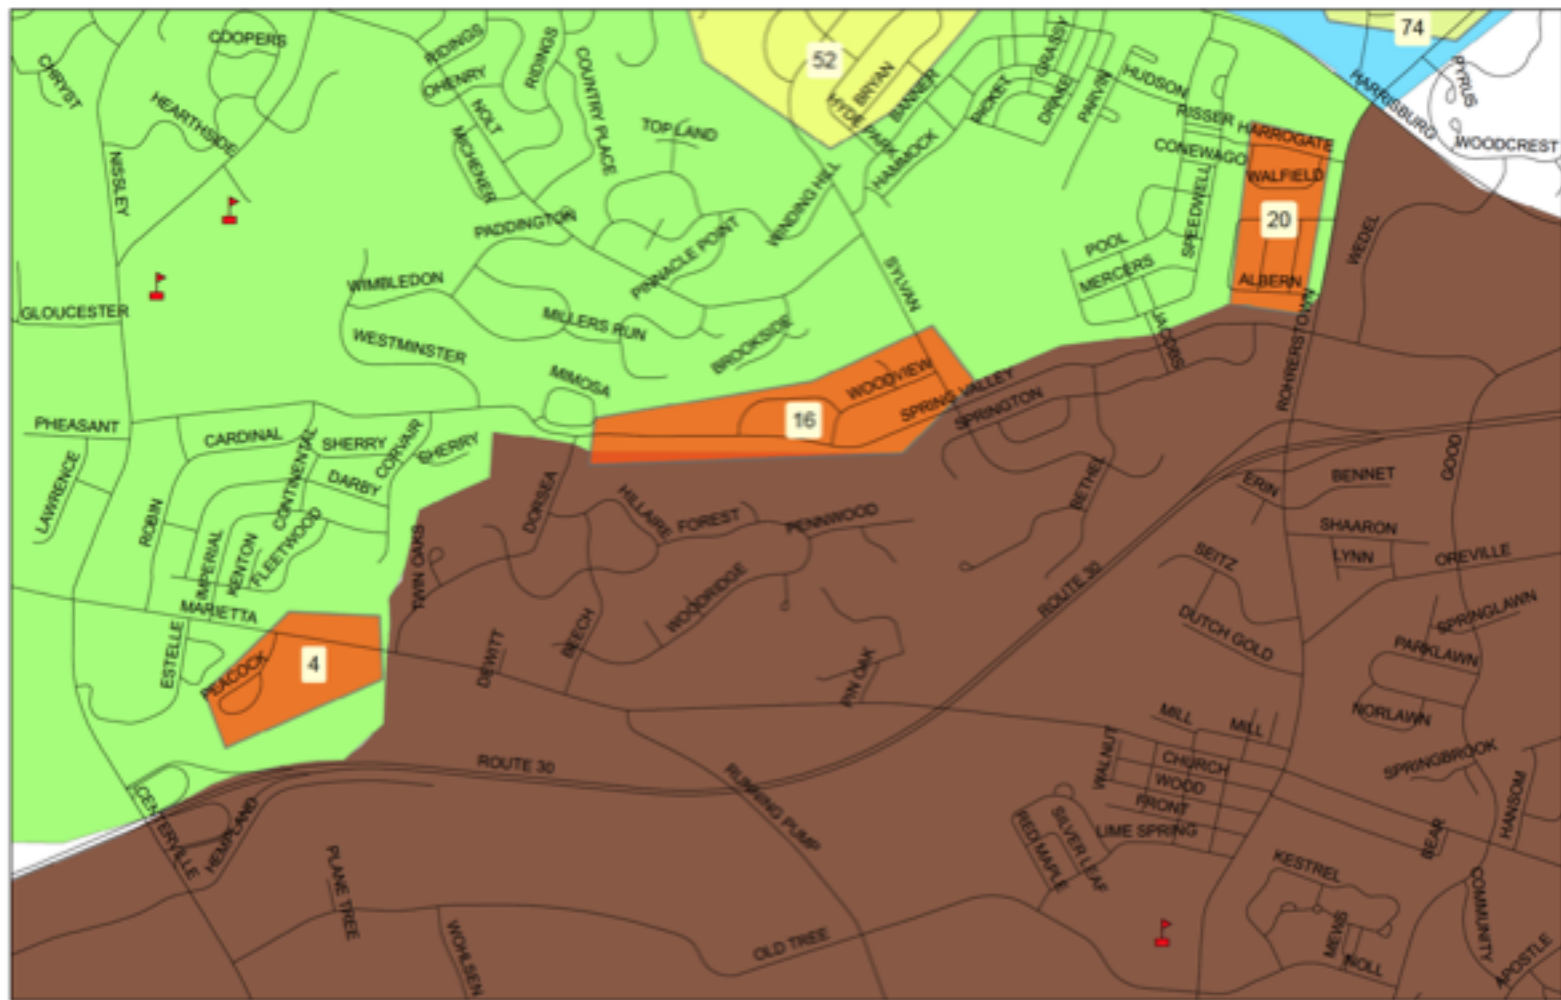 74
COOPERS
RIDINGS
RIDINGS
52
GRASSY
CHRYST
OHENRY
COUNTRY PLACE
BRYAN
BANNER
PICKET
DRAKE
PARVIN
HUDSON
HARRISBURG
PYRUS
HEARTHSIDE
NOLT
TOP LAND
HYDE PARK
RISSER
HARROGATE
WOODCREST
NISSLEY
MICHENER
HAMMOCK
CONEWAGO
WALFIELD
PADDINGTON
WINDING HILL
SPEEDWELL
20
WEDEL
PINNACLE POINT
POOL
WIMBLEDON
SYLVAN
MERCERS
ALBERN
GLOUCESTER
MILLERS RUN
BROOKSIDE
JACOBS
ROHRERSTOWN
WESTMINSTER
MIMOSA
WOODVIEW
SPRING VALLEY
SPRINGTON
16
PHEASANT
CARDINAL
CONTINENTAL
SHERRY
CORVAIR
SHERRY
GOOD
LAWRENCE
DARBY
BETHEL
ERIN
BENNET
ROBIN
DORSEA
HILLAIRE
FOREST
PENNWOOD
SHAARON
IMPERIAL
KENTON
FLEETWOOD
TWIN OAKS
SEITZ
LYNN
OREVILLE
MARIETTA
WOODRIDGE
ROUTE 30
SPRINGLAWN
ESTELLE
BEECH
DUTCH GOLD
PEACOCK
4
DEWITT
PIN OAK
PARKLAWN
MILL
MILL
NORLAWN
ROUTE 30
WALNUT
CHURCH
SPRINGBROOK
WOOD
RUNNING PUMP
FRONT
HANSOM
CENTERVILLE
HEMPLAND
LIME SPRING
RED MAPLE
SILVER LEAF
BEAR
PLANE TREE
KESTREL
COMMUNITY
WOHLSEN
OLD TREE
MEWS
NOLL
APOSTLE